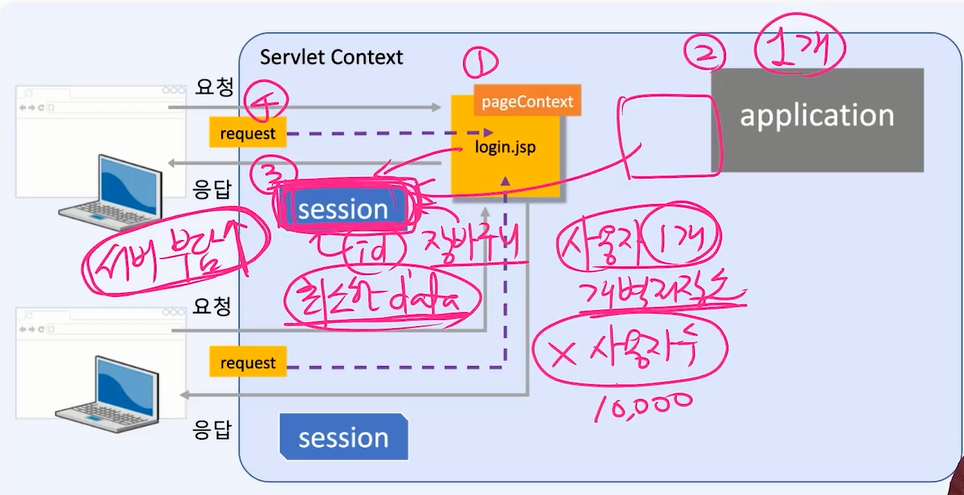 Servlet Context
① ② 1개
요청 ④
pageContext
request
login.jsp
application
응답 ③
session
서버 부담↓
id 장바구니
최소한 data
사용자 1개
개별저장소
× 사용자수
10,000
요청
request
응답
session